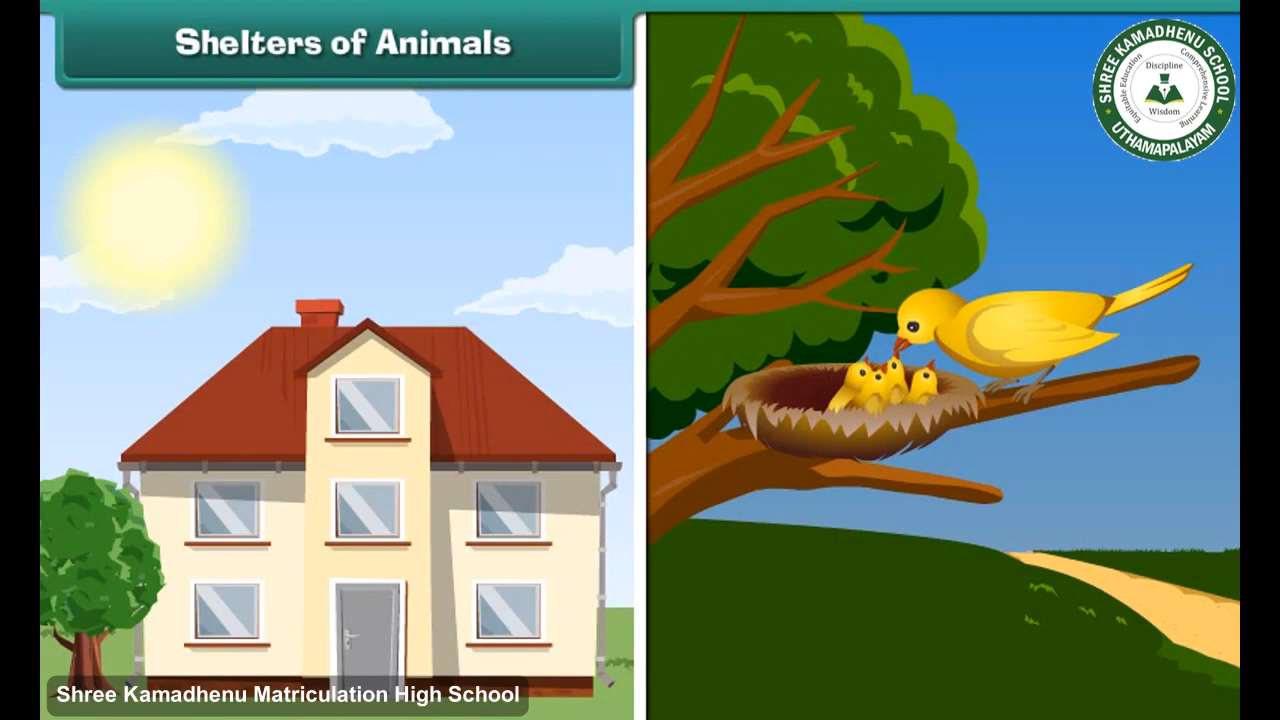 Shelters of Animals
SHREE KAMADHENU SCHOOL
Equitable Education
Discipline
Comprehensive Learning
Wisdom
UTHAMAPALAYAM
Shree Kamadhenu Matriculation High School